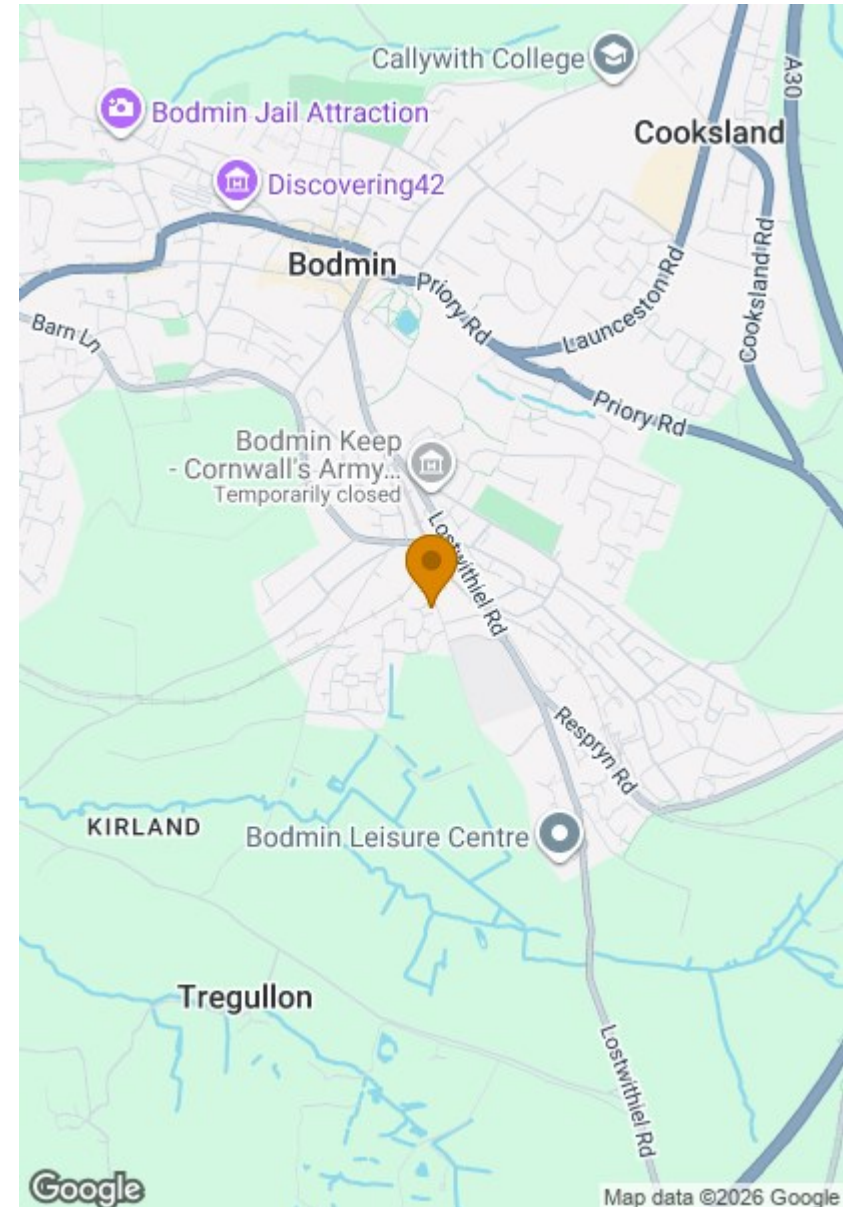 Callywith College
A30
Bodmin Jail Attraction
Cooksland
Discovering42
Bodmin
Priory Rd
Launceston Rd
Cooksland Rd
Barn Ln
Priory Rd
Bodmin Keep
- Cornwall's Army...
Temporarily closed
Lostwithiel Rd
Respryn Rd
KIRLAND
Bodmin Leisure Centre
Tregullon
Lostwithiel Rd
Google
Map data ©2026 Google